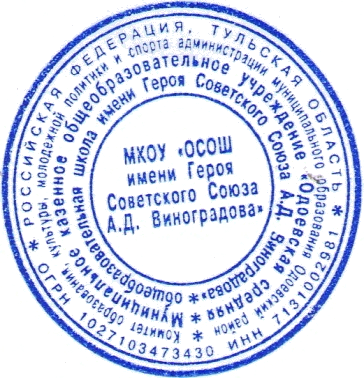 * РОССИЙСКАЯ ФЕДЕРАЦИЯ, ТУЛЬСКАЯ ОБЛАСТЬ *
ОГРН 1027103473430 ИНН 7131002981
Комитет образования, культуры, молодежной политики и спорта администрации муниципального образования Одоевский район
* Муниципальное казенное общеобразовательное учреждение «Одоевская средняя
общеобразовательная школа имени Героя Советского Союза А.Д. Виноградова» *
МКОУ «ОСОШ
имени Героя
Советского Союза
А.Д. Виноградова»